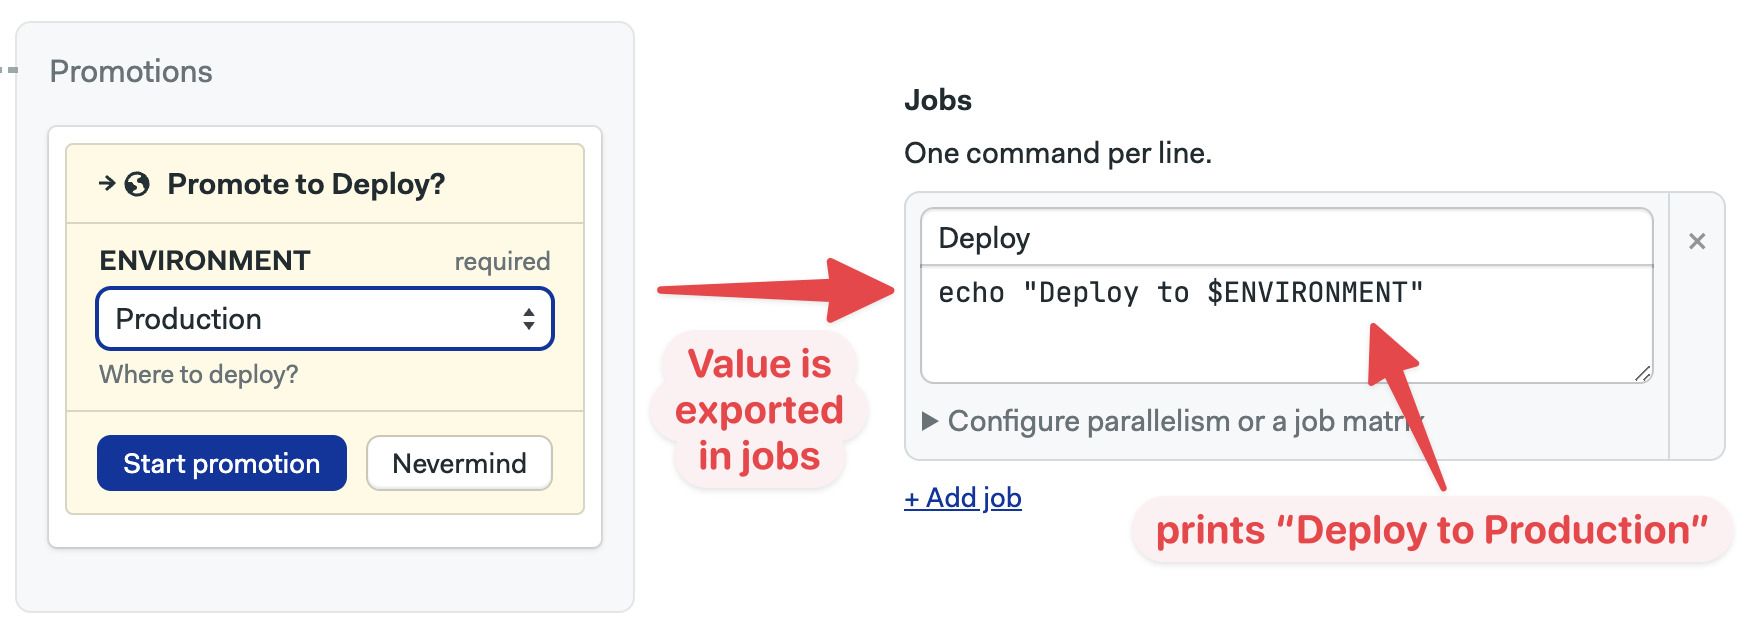 Promotions
Promote to Deploy?
ENVIRONMENT required
Production
Where to deploy?
Start promotion Nevermind
Value is
exported
in jobs
Jobs
One command per line.
Deploy
echo "Deploy to $ENVIRONMENT"
Configure parallelism or a job matrix
+ Add job
prints “Deploy to Production”